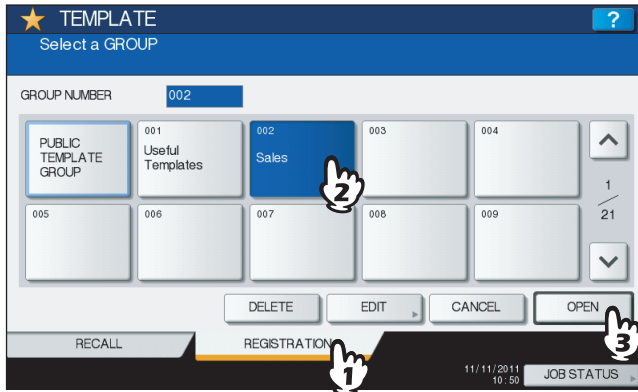 TEMPLATE
?
Select a GROUP
GROUP NUMBER 002
PUBLIC
TEMPLATE
GROUP
001
Useful
Templates
002
Sales
003
004
005
006
007
008
009
1
21
2
DELETE EDIT CANCEL OPEN
3
RECALL REGISTRATION
1
11/11/2011
10:50
JOB STATUS